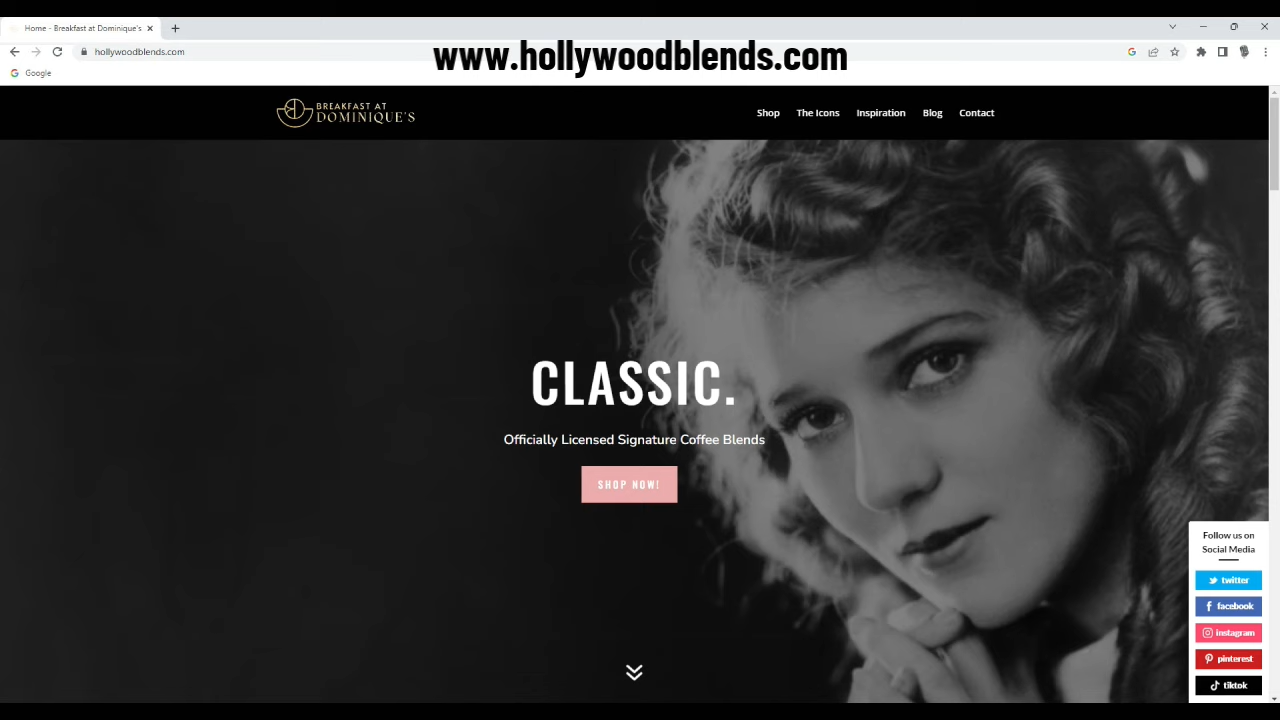 Home - Breakfast at Dominique's
www.hollywoodblends.com
hollywoodblends.com
Google
BREAKFAST AT
DOMINIQUE'S
Shop
The Icons
Inspiration
Blog
Contact
CLASSIC.
Officially Licensed Signature Coffee Blends
SHOP NOW!
Follow us on
Social Media
twitter
facebook
instagram
pinterest
tiktok